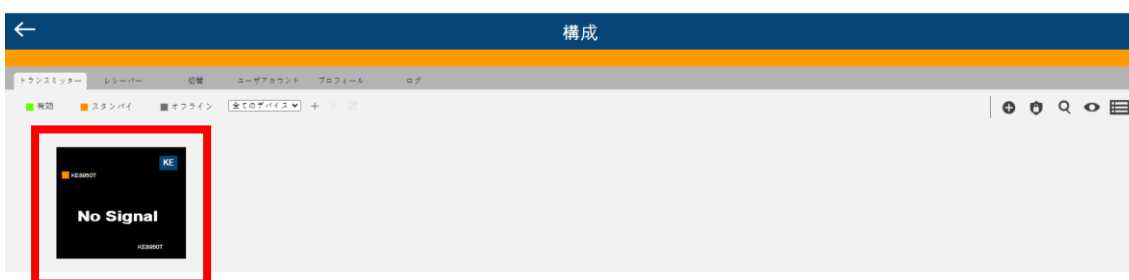 構成
トランスミッター レシーバー 切替 ユーザアカウント プロフィール ログ
有効 スタンバイ オフライン 全てのデバイス
KE
KE8950T
No Signal
KE8950T